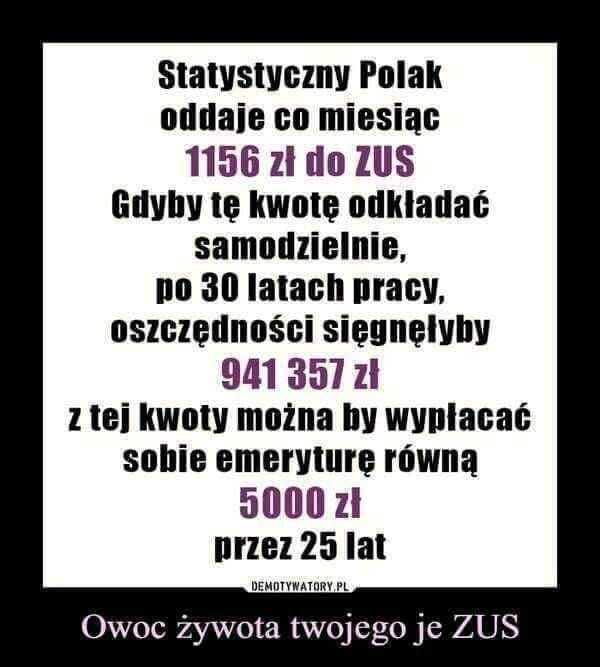 Statystyczny Polak
oddaje co miesiąc
1156 zł do ZUS
Gdyby tę kwotę odkładać
samodzielnie,
po 30 latach pracy,
oszczędności sięgnęłyby
941 357 zł
z tej kwoty można by wypłacać
sobie emeryturę równą
5000 zł
przez 25 lat
DEMOTYWATORY.PL
Owoc żywota twojego je ZUS